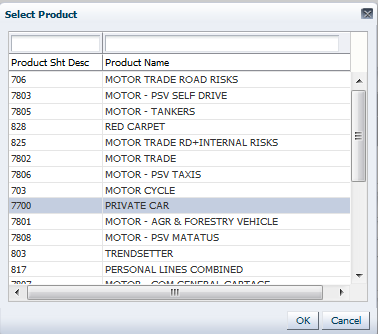 Select Product
Product Sht Desc Product Name
706 MOTOR TRADE ROAD RISKS
7803 MOTOR - PSV SELF DRIVE
7805 MOTOR - TANKERS
828 RED CARPET
825 MOTOR TRADE RD+INTERNAL RISKS
7802 MOTOR TRADE
7806 MOTOR - PSV TAXIS
703 MOTOR CYCLE
7700 PRIVATE CAR
7801 MOTOR - AGR & FORESTRY VEHICLE
7808 MOTOR - PSV MATATUS
803 TRENDSETTER
817 PERSONAL LINES COMBINED
7807 MOTOR - COM GENERAL CARTAGE
OK Cancel